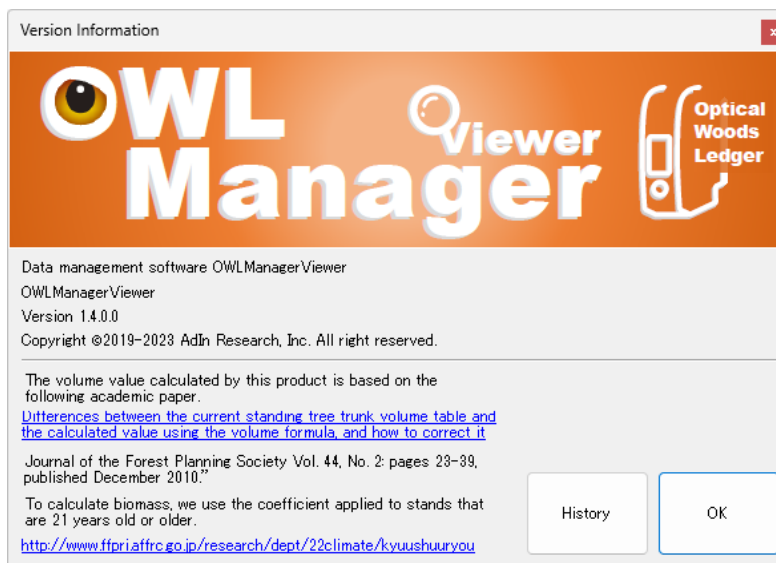 Version Information
OWL
Manager
Viewer
Optical
Woods
Ledger
Data management software OWLManagerViewer
OWLManagerViewer
Version 1.4.0.0
Copyright ©2019-2023 AdIn Research, Inc. All right reserved.
The volume value calculated by this product is based on the
following academic paper.
Differences between the current standing tree trunk volume table and
the calculated value using the volume formula, and how to correct it
Journal of the Forest Planning Society Vol. 44, No. 2: pages 23-39,
published December 2010."
To calculate biomass, we use the coefficient applied to stands that
are 21 years old or older.
http://www.ffpri.affrc.go.jp/research/dept/22climate/kyuushuuryou
History
OK